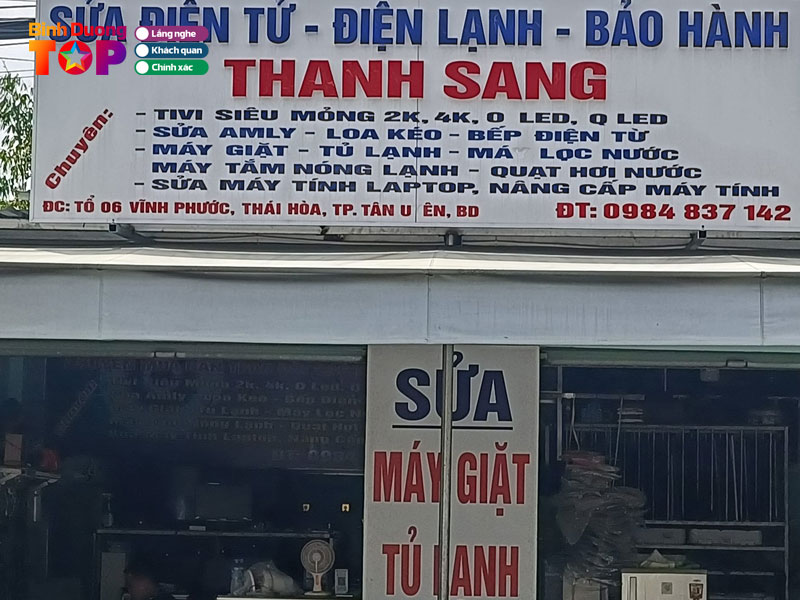 SỬA ĐIỆN TỬ - ĐIỆN LẠNH - BẢO HÀNH
Bình Dương
TOP
Lắng nghe
Khách quan
Chính xác
THANH SANG
Chuyên:
- TIVI SIÊU MỎNG 2K, 4K, O LED, Q LED
- SỬA AMLY - LOA KÉO - BẾP ĐIỆN TỪ
- MÁY GIẶT - TỦ LẠNH - MÁ LỌC NƯỚC
MÁY TẮM NÓNG LẠNH - QUẠT HƠI NƯỚC
- SỬA MÁY TÍNH LAPTOP, NÂNG CẤP MÁY TÍNH
ĐC: TỔ 06 VĨNH PHƯỚC, THÁI HÒA, TP. TÂN U ÊN, BD
ĐT: 0984 837 142
SỬA
MÁY GIẶT
TỦ LẠNH